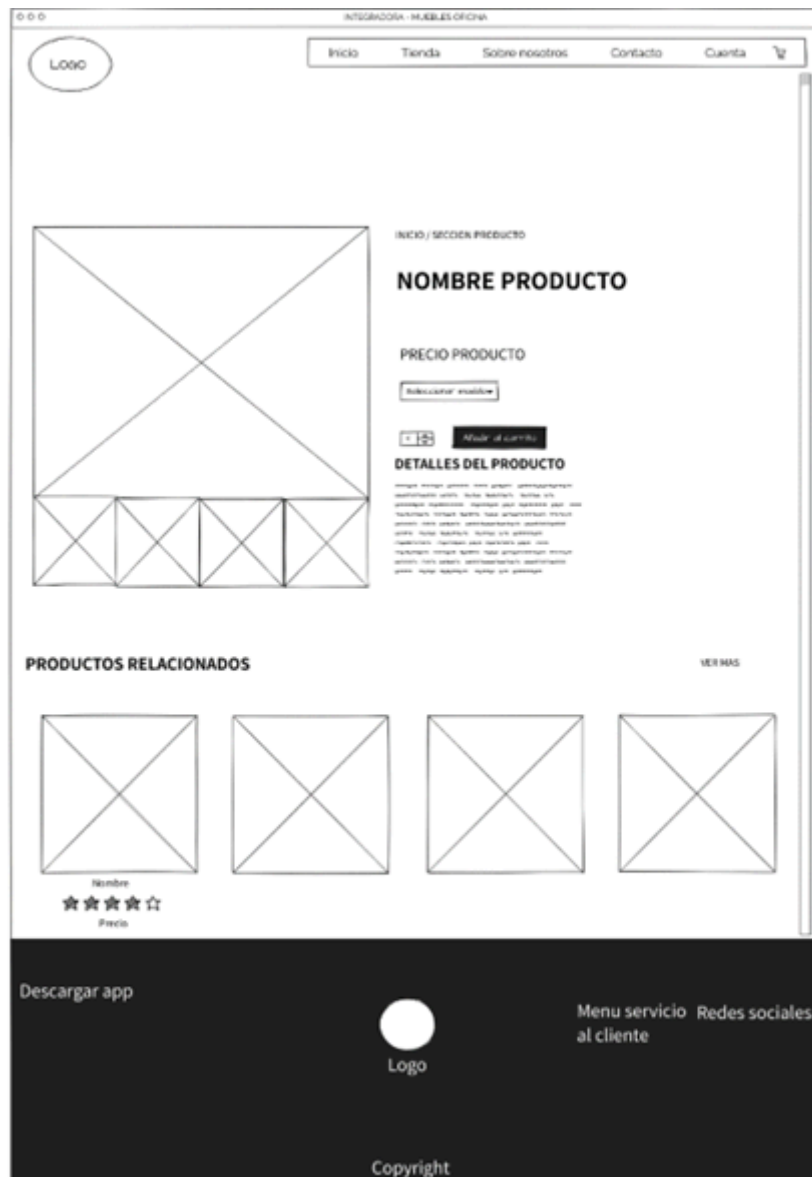 INTEGRADORA - MUEBLES OFICINA
LOGO
Inicio Tienda Sobre nosotros Contacto Cuenta
INICIO / SECCION PRODUCTO
NOMBRE PRODUCTO
PRECIO PRODUCTO
Seleccionar
Añadir al carrito
DETALLES DEL PRODUCTO
PRODUCTOS RELACIONADOS
VER MAS
Nombre
Precio
Descargar app
Logo
Menu servicio
al cliente
Redes sociales
Copyright